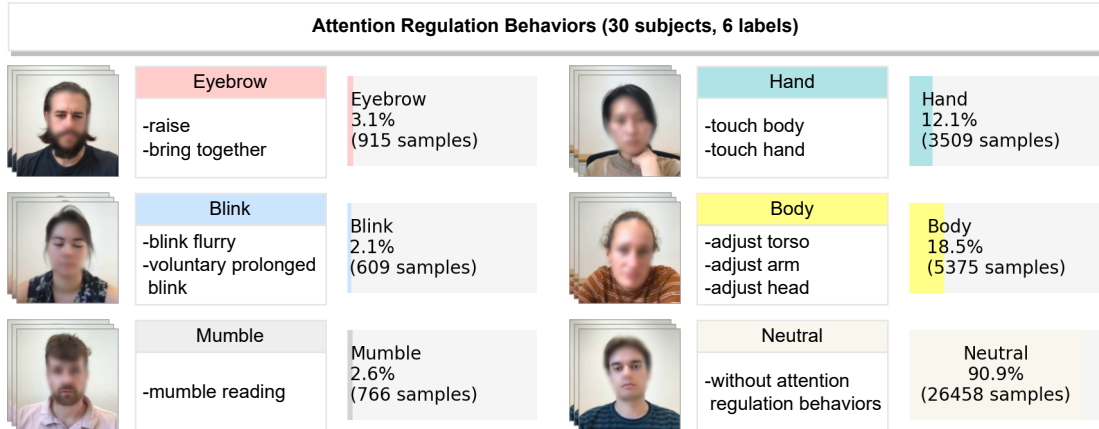 Attention Regulation Behaviors (30 subjects, 6 labels)
Eyebrow
-raise
-bring together
Eyebrow
3.1%
(915 samples)
Hand
-touch body
-touch hand
Hand
12.1%
(3509 samples)
Blink
-blink flurry
-voluntary prolonged
blink
Blink
2.1%
(609 samples)
Body
-adjust torso
-adjust arm
-adjust head
Body
18.5%
(5375 samples)
Mumble
-mumble reading
Mumble
2.6%
(766 samples)
Neutral
-without attention
regulation behaviors
Neutral
90.9%
(26458 samples)